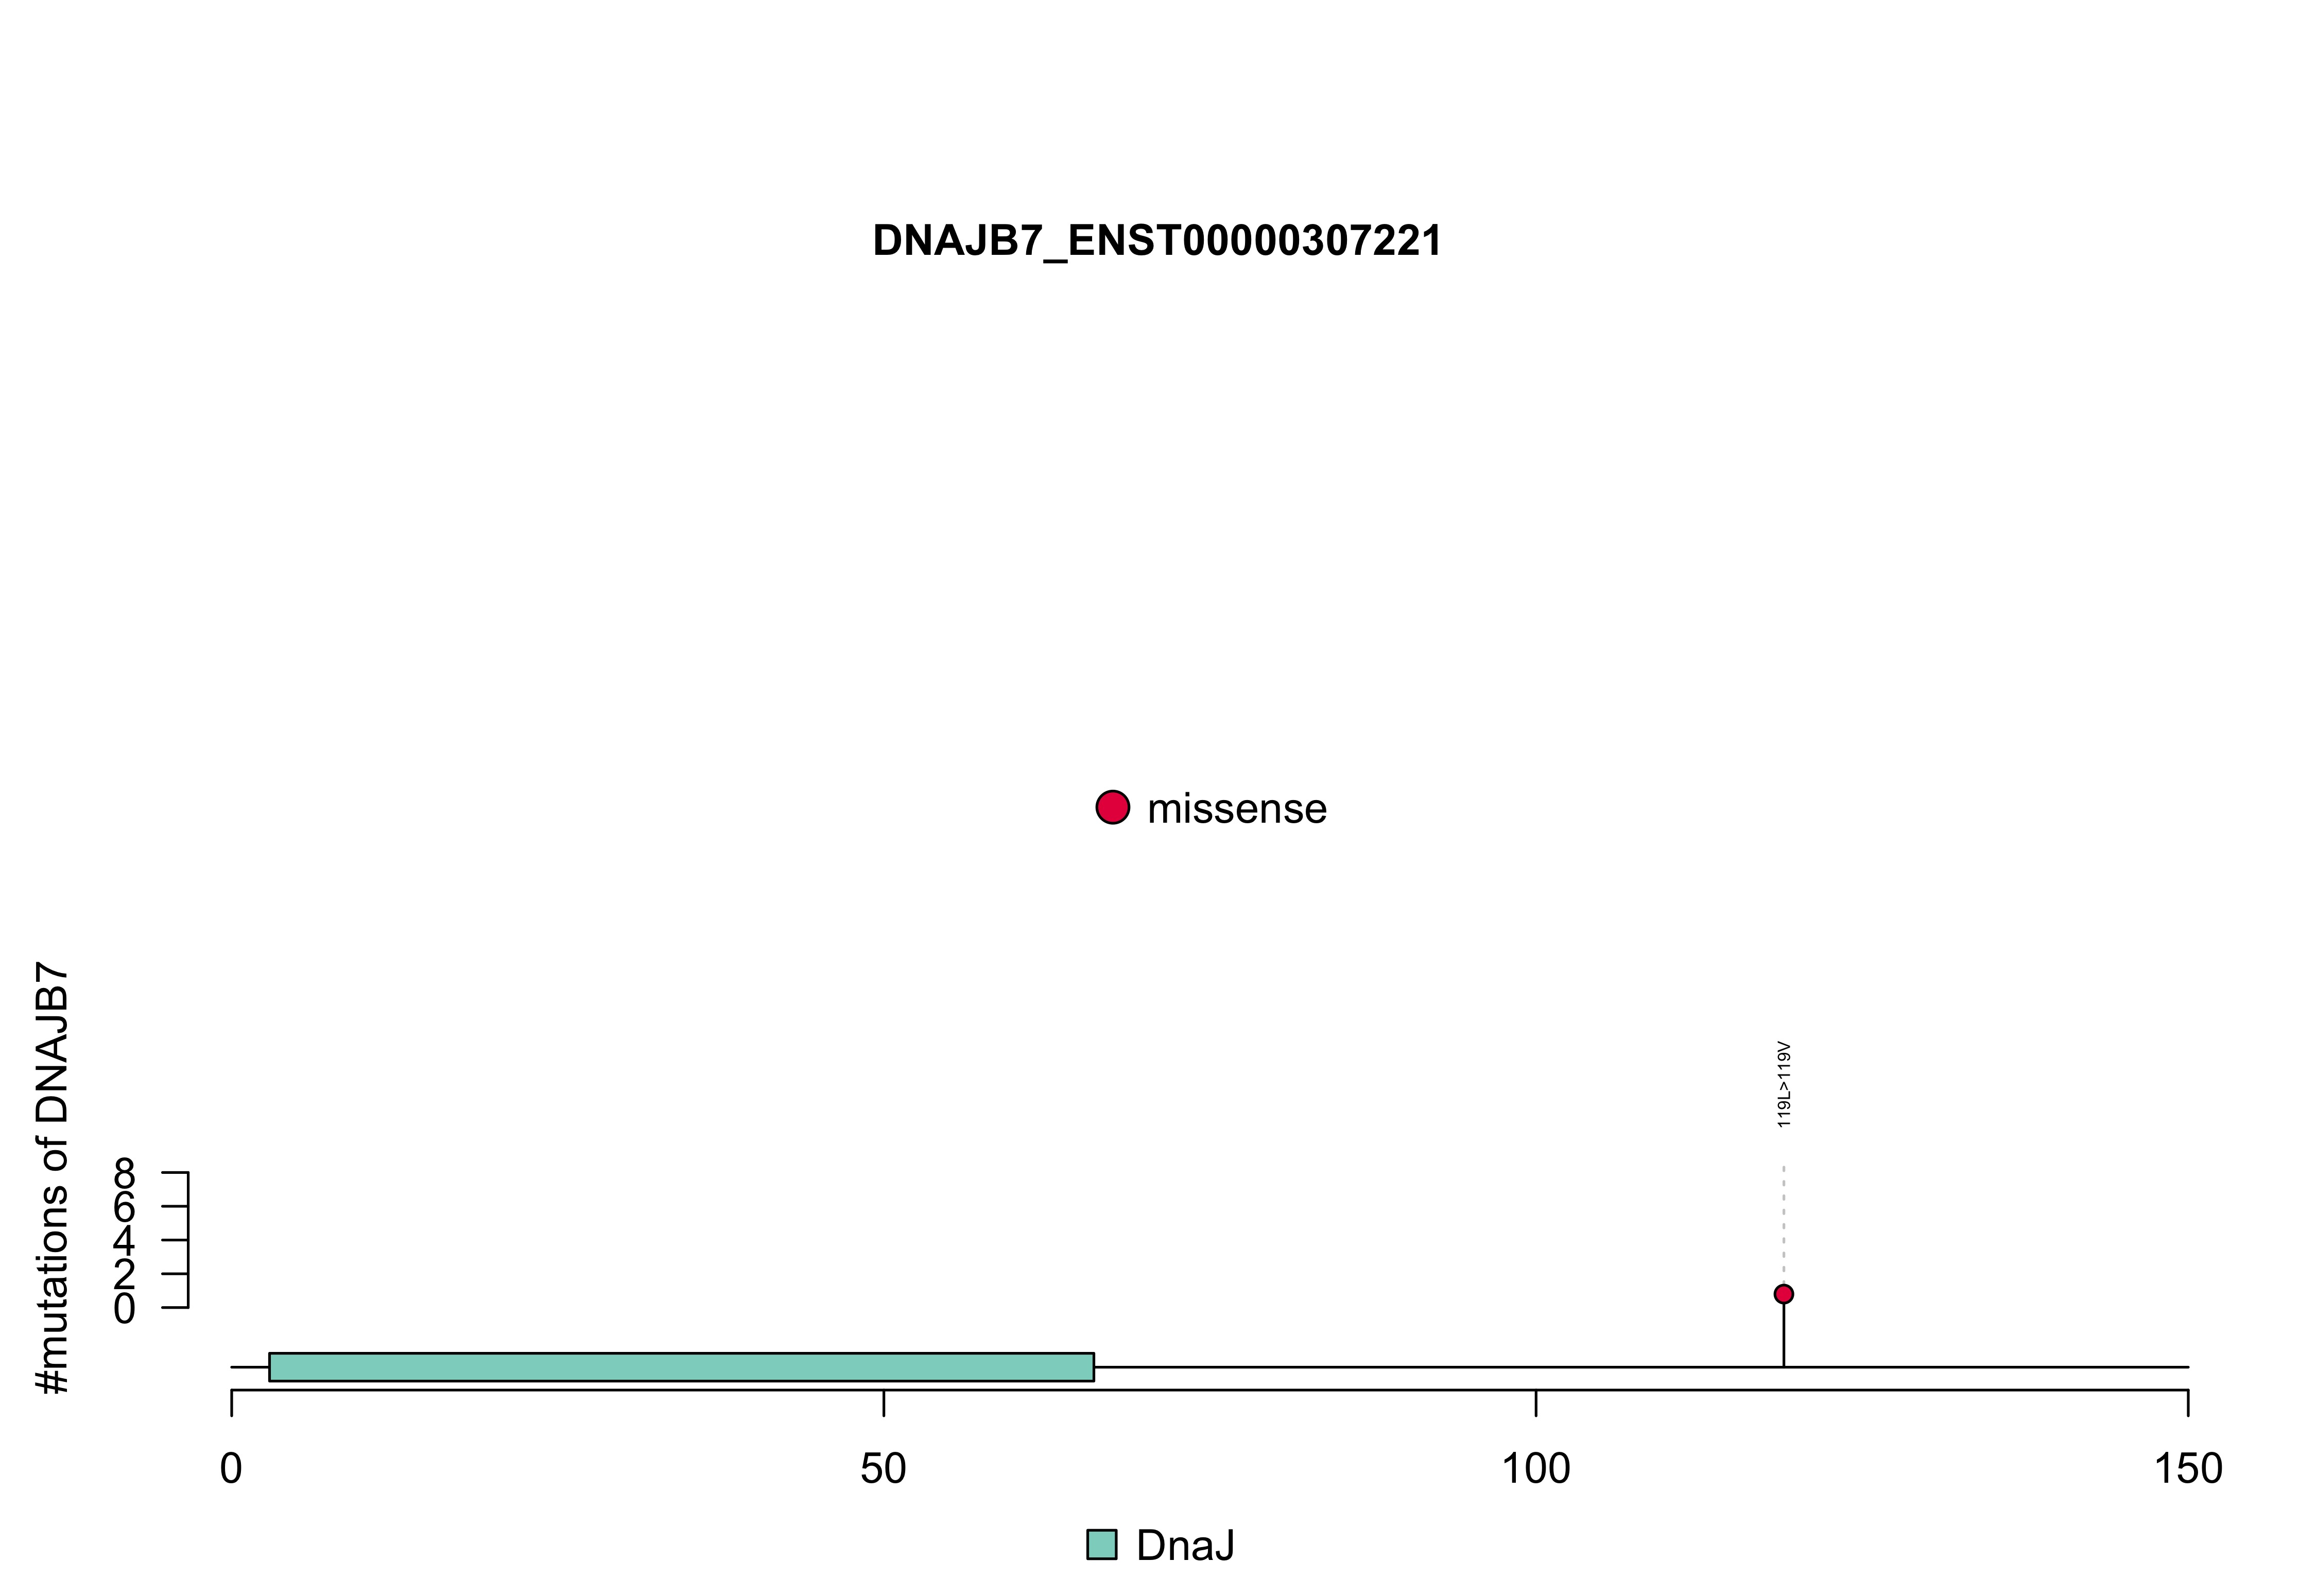 DNAJB7_ENST00000307221
missense
#mutations of DNAJB7
119L>119V
8
6
4
2
0
0 50 100 150
DnaJ